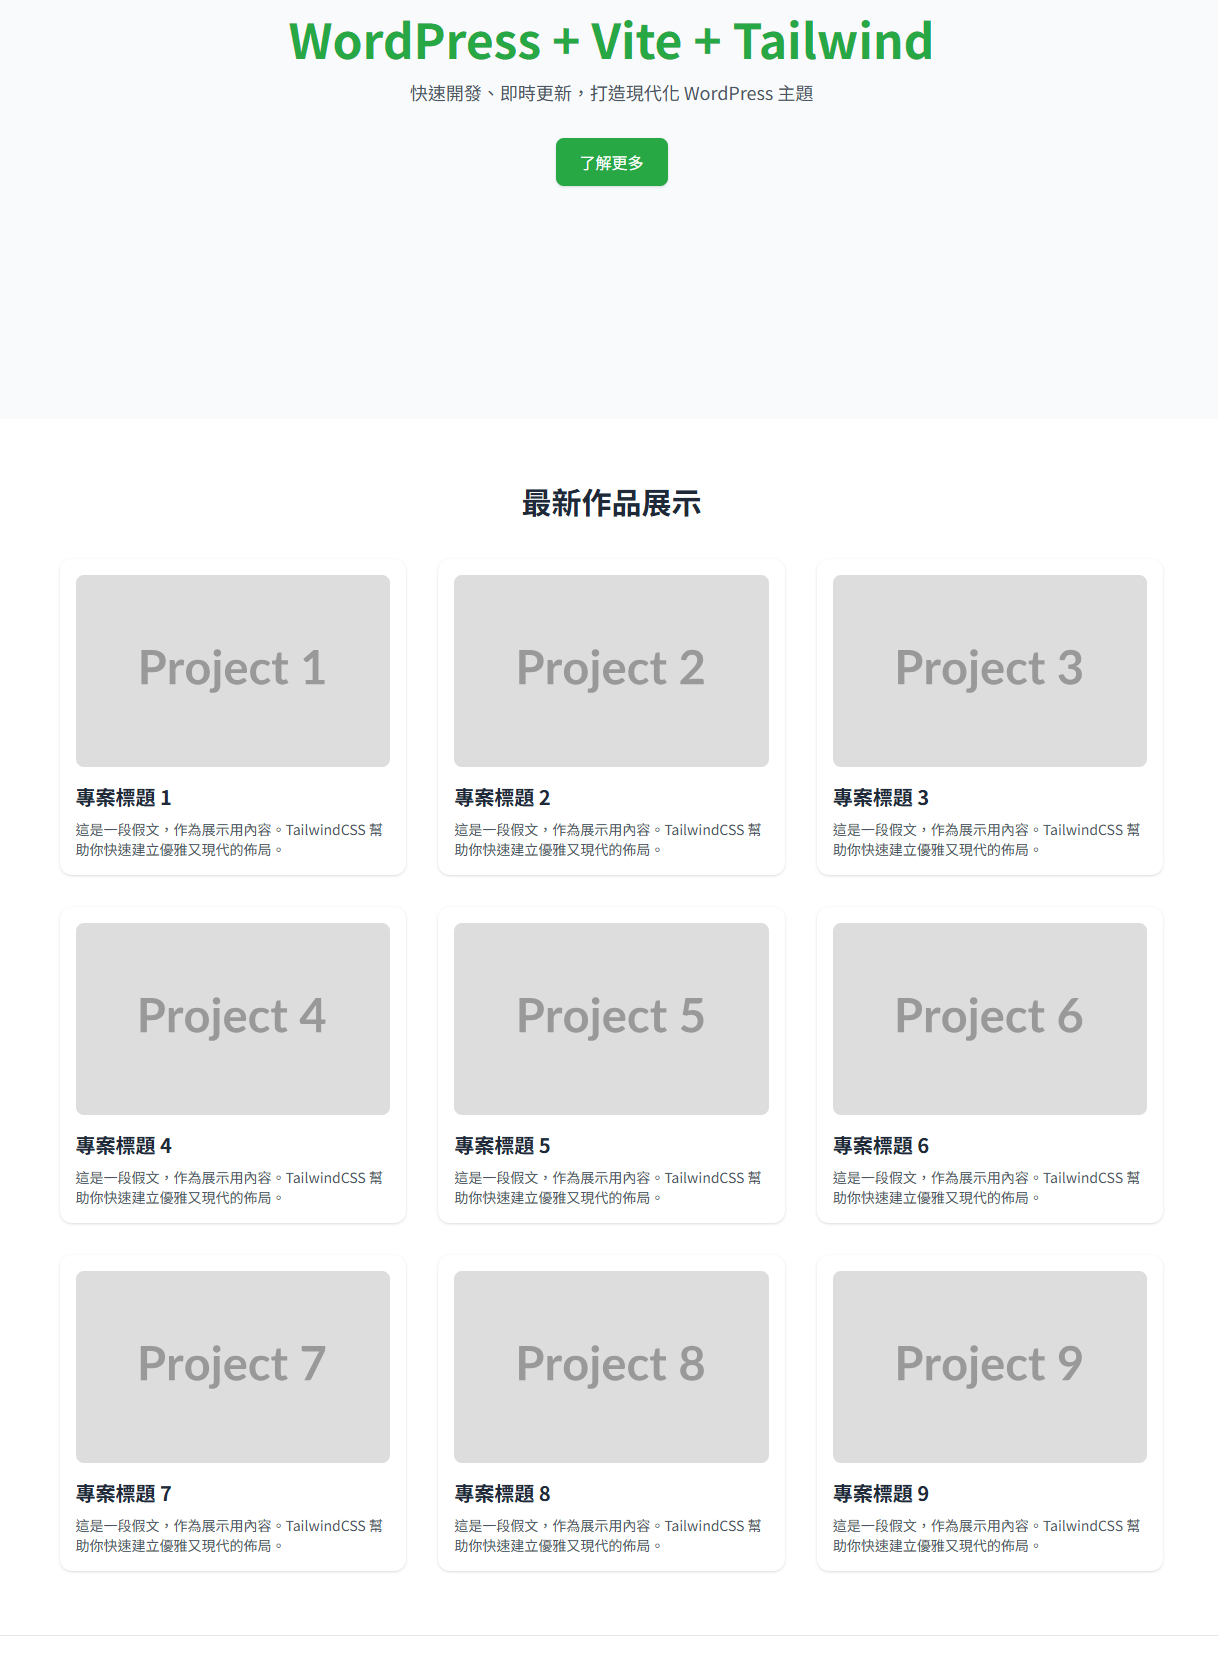 WordPress + Vite + Tailwind
快速開發、即時更新，打造現代化 WordPress 主題
了解更多
最新作品展示
Project 1
專案標題 1
這是一段假文，作為展示用內容。TailwindCSS 幫
助你快速建立優雅又現代的佈局。
Project 2
專案標題 2
這是一段假文，作為展示用內容。TailwindCSS 幫
助你快速建立優雅又現代的佈局。
Project 3
專案標題 3
這是一段假文，作為展示用內容。TailwindCSS 幫
助你快速建立優雅又現代的佈局。
Project 4
專案標題 4
這是一段假文，作為展示用內容。TailwindCSS 幫
助你快速建立優雅又現代的佈局。
Project 5
專案標題 5
這是一段假文，作為展示用內容。TailwindCSS 幫
助你快速建立優雅又現代的佈局。
Project 6
專案標題 6
這是一段假文，作為展示用內容。TailwindCSS 幫
助你快速建立優雅又現代的佈局。
Project 7
專案標題 7
這是一段假文，作為展示用內容。TailwindCSS 幫
助你快速建立優雅又現代的佈局。
Project 8
專案標題 8
這是一段假文，作為展示用內容。TailwindCSS 幫
助你快速建立優雅又現代的佈局。
Project 9
專案標題 9
這是一段假文，作為展示用內容。TailwindCSS 幫
助你快速建立優雅又現代的佈局。